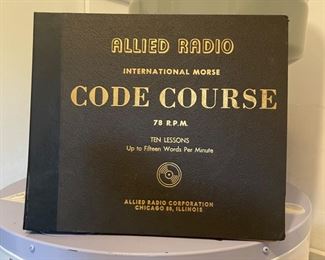 ALLIED RADIO
INTERNATIONAL MORSE
CODE COURSE
78 R.P.M.
TEN LESSONS
Up to Fifteen Words Per Minute
ALLIED RADIO CORPORATION
CHICAGO 80, ILLINOIS